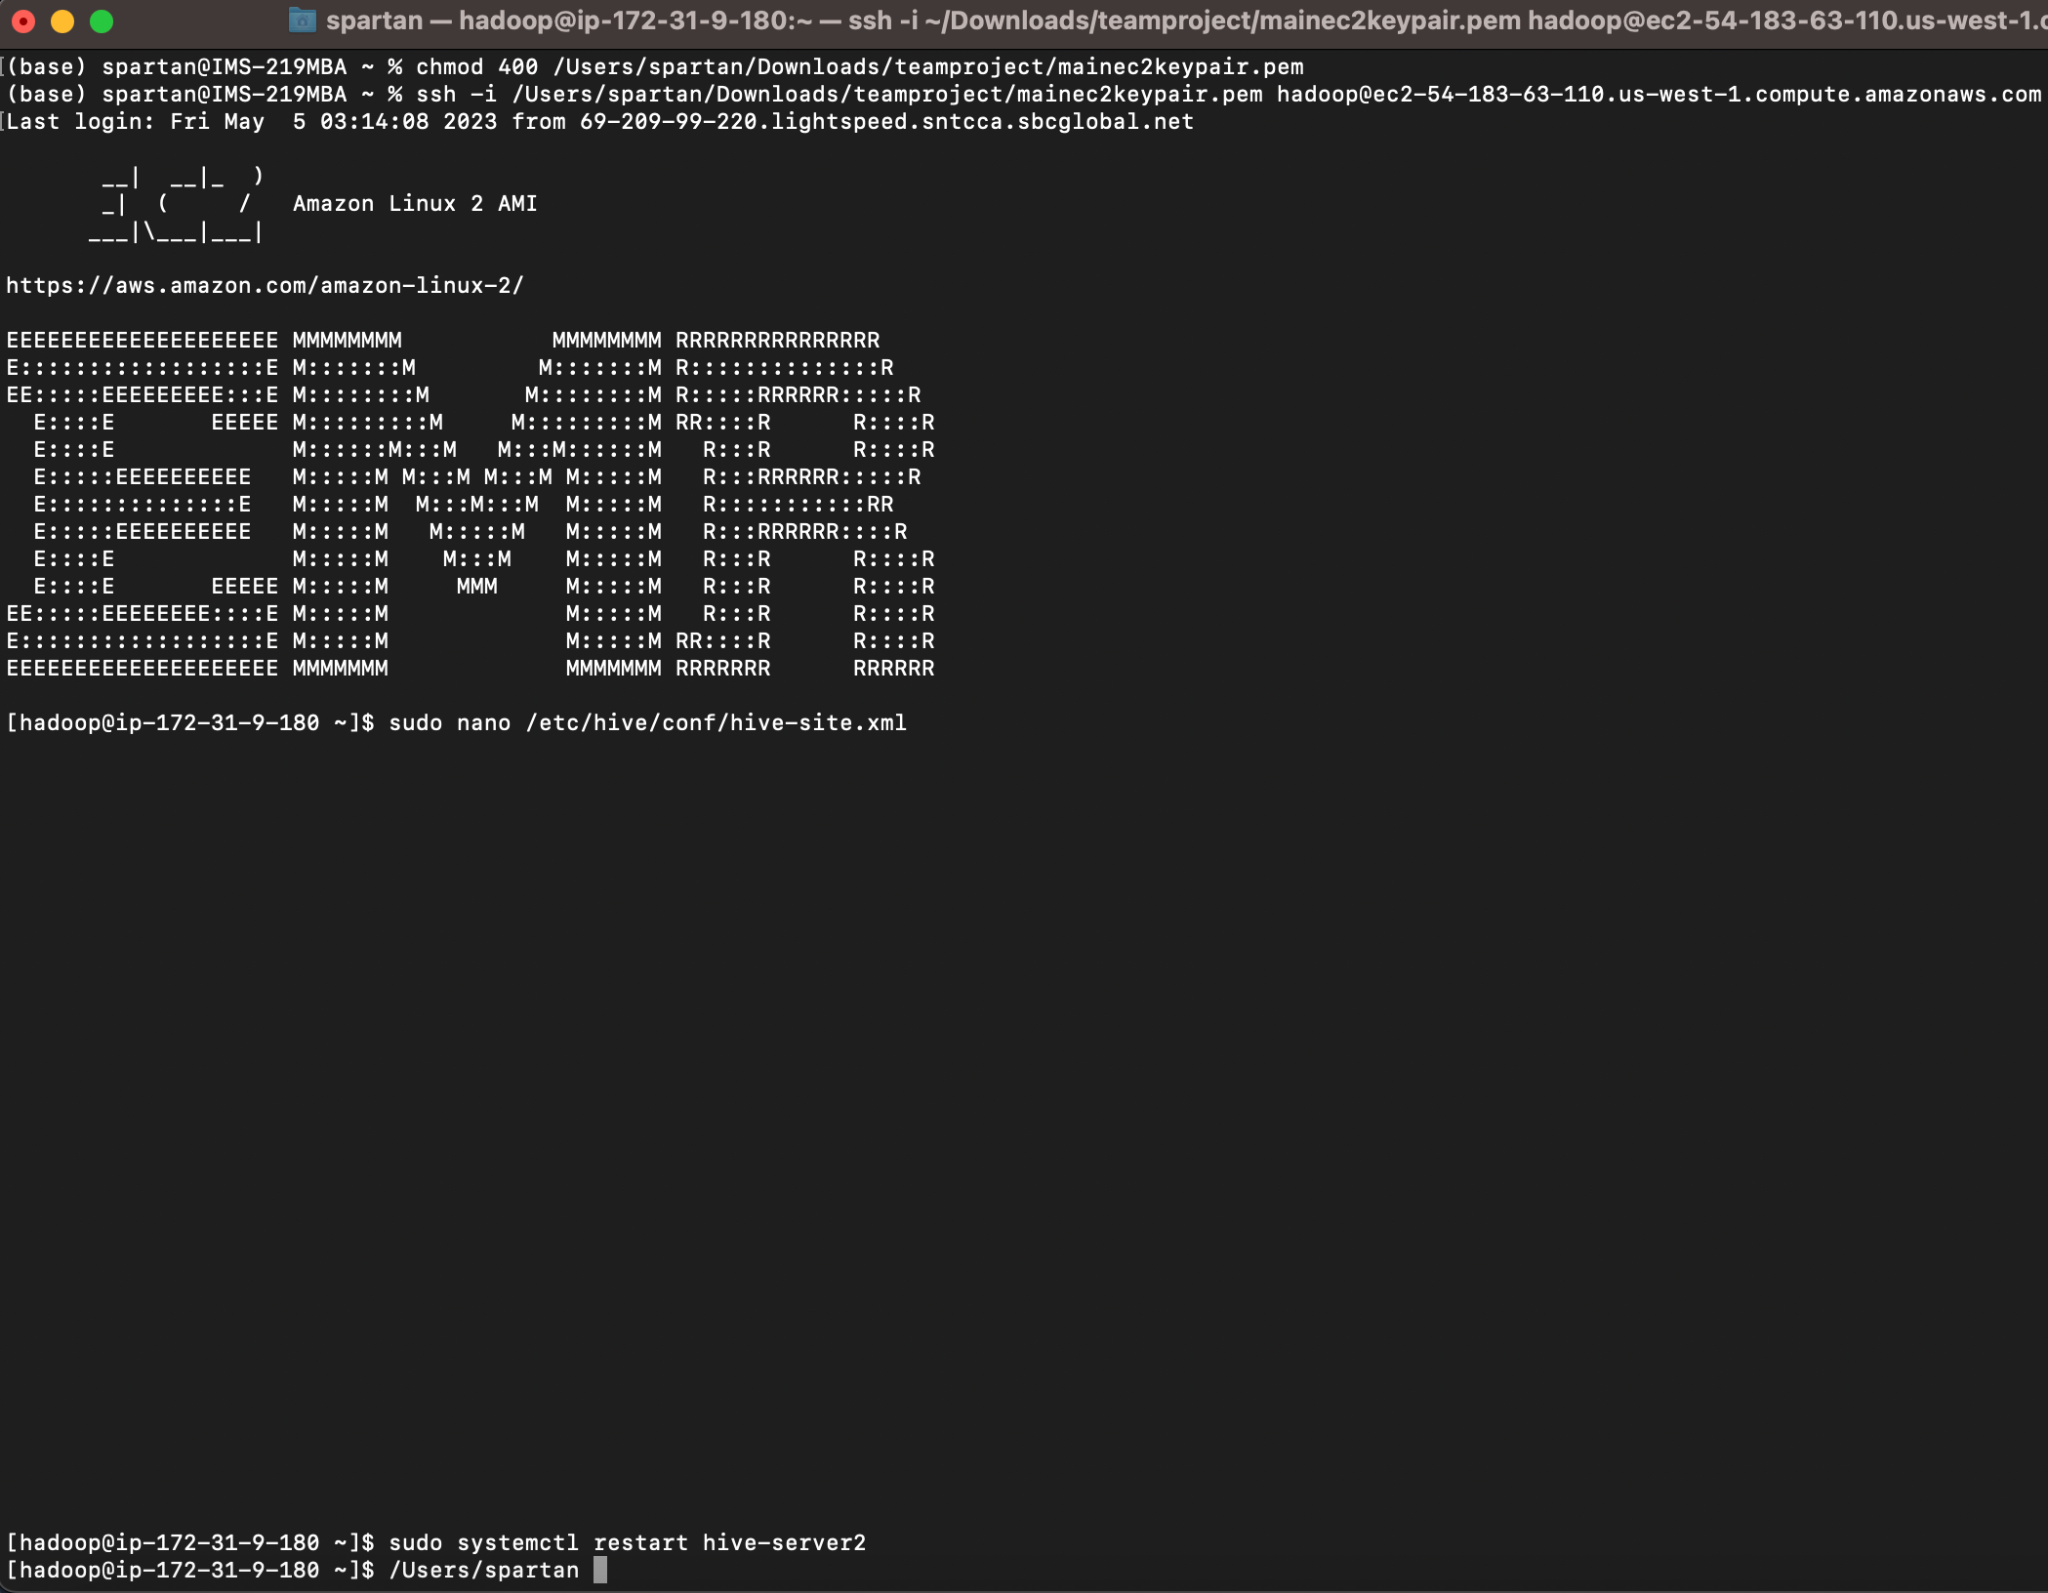 spartan — hadoop@ip-172-31-9-180:~ — ssh -i ~/Downloads/teamproject/mainec2keypair.pem hadoop@ec2-54-183-63-110.us-west-1.c
[(base) spartan@IMS-219MBA ~ % chmod 400 /Users/spartan/Downloads/teamproject/mainec2keypair.pem
(base) spartan@IMS-219MBA ~ % ssh -i /Users/spartan/Downloads/teamproject/mainec2keypair.pem hadoop@ec2-54-183-63-110.us-west-1.compute.amazonaws.com
[Last login: Fri May  5 03:14:08 2023 from 69-209-99-220.lightspeed.sntcca.sbcglobal.net
       __|  __|_  )
       _|  (     /   Amazon Linux 2 AMI
      ___|\___|___|
https://aws.amazon.com/amazon-linux-2/
EEEEEEEEEEEEEEEEEEEE MMMMMMMM           MMMMMMMM RRRRRRRRRRRRRRR
E::::::::::::::::::E M:::::::M         M:::::::M R::::::::::::::R
EE:::::EEEEEEEEE:::E M::::::::M       M::::::::M R:::::RRRRRR:::::R
  E::::E       EEEEE M:::::::::M     M:::::::::M RR::::R      R::::R
  E::::E             M::::::M:::M   M:::M::::::M   R:::R      R::::R
  E:::::EEEEEEEEEE   M:::::M M:::M M:::M M:::::M   R:::RRRRRR:::::R
  E::::::::::::::E   M:::::M  M:::M:::M  M:::::M   R:::::::::::RR
  E:::::EEEEEEEEEE   M:::::M   M:::::M   M:::::M   R:::RRRRRR::::R
  E::::E             M:::::M    M:::M    M:::::M   R:::R      R::::R
  E::::E       EEEEE M:::::M     MMM     M:::::M   R:::R      R::::R
EE:::::EEEEEEEE::::E M:::::M             M:::::M   R:::R      R::::R
E::::::::::::::::::E M:::::M             M:::::M RR::::R      R::::R
EEEEEEEEEEEEEEEEEEEE MMMMMMM             MMMMMMM RRRRRRR      RRRRRR
[hadoop@ip-172-31-9-180 ~]$ sudo nano /etc/hive/conf/hive-site.xml
[hadoop@ip-172-31-9-180 ~]$ sudo systemctl restart hive-server2
[hadoop@ip-172-31-9-180 ~]$ /Users/spartan